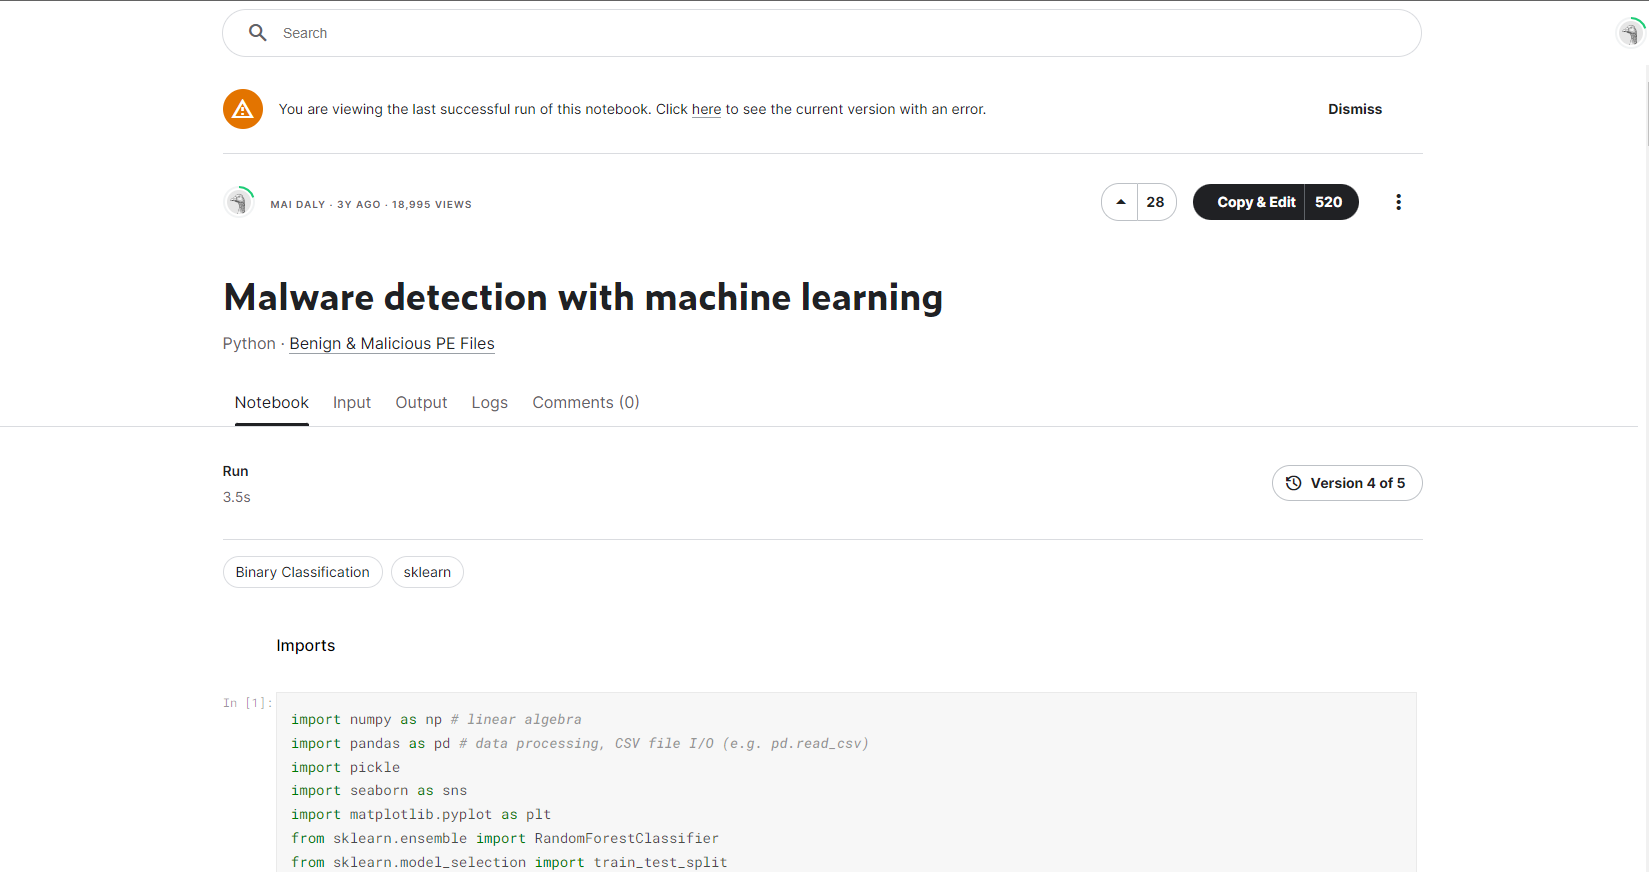 Search
You are viewing the last successful run of this notebook. Click here to see the current version with an error.
Dismiss
MAI DALY · 3Y AGO · 18,995 VIEWS
28
Copy & Edit 520
Malware detection with machine learning
Python · Benign & Malicious PE Files
Notebook Input Output Logs Comments (0)
Run
3.5s
Version 4 of 5
Binary Classification sklearn
Imports
In [1]:
import numpy as np # linear algebra
import pandas as pd # data processing, CSV file I/O (e.g. pd.read_csv)
import pickle
import seaborn as sns
import matplotlib.pyplot as plt
from sklearn.ensemble import RandomForestClassifier
from sklearn.model_selection import train_test_split